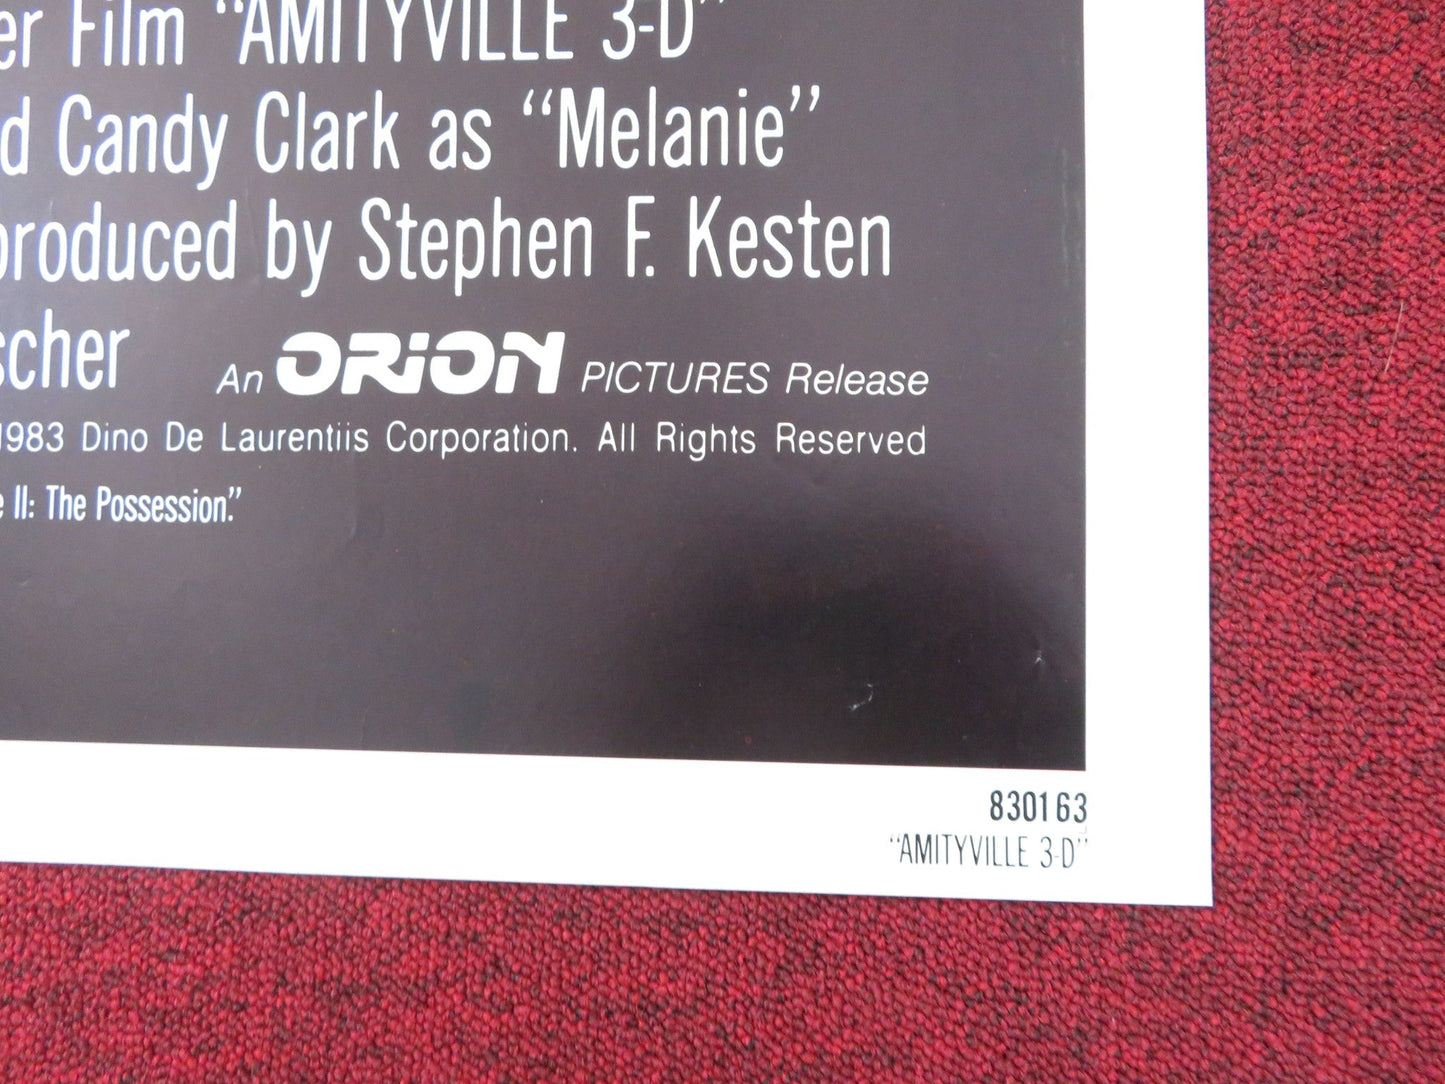 er Film “AMITYVILLE 3-D”
d Candy Clark as “Melanie”
produced by Stephen F. Kesten
scher An ORION PICTURES Release
1983 Dino De Laurentiis Corporation. All Rights Reserved
e II: The Possession.”
830163
“AMITYVILLE 3-D”